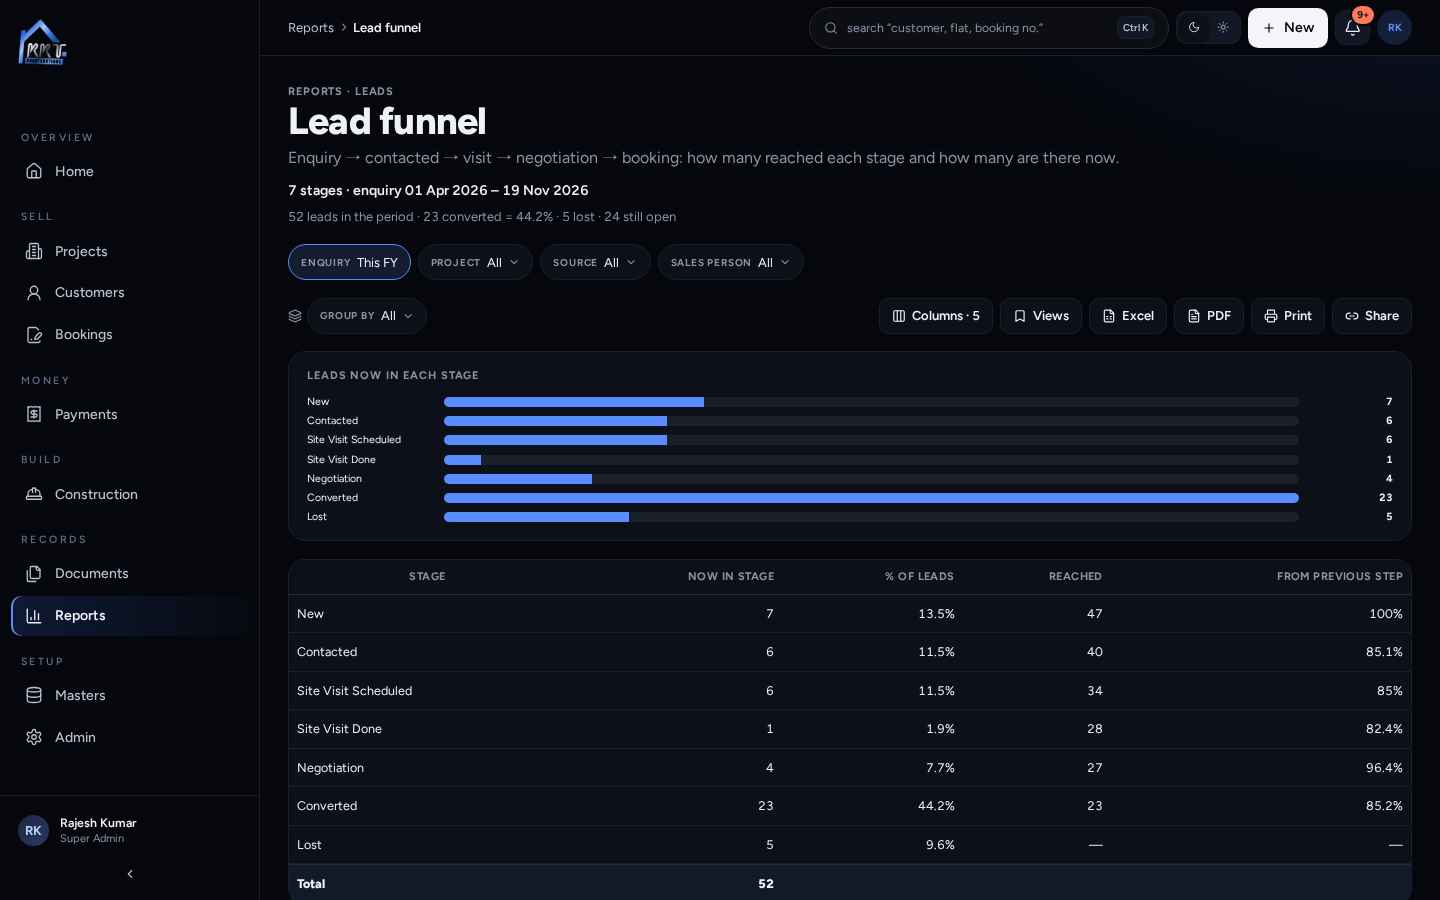 Reports > Lead funnel
search “customer, flat, booking no.”
Ctrl K
+ New
9+
RK
OVERVIEW
Home
SELL
Projects
Customers
Bookings
MONEY
Payments
BUILD
Construction
RECORDS
Documents
Reports
SETUP
Masters
Admin
RK
Rajesh Kumar
Super Admin
REPORTS · LEADS
Lead funnel
Enquiry → contacted → visit → negotiation → booking: how many reached each stage and how many are there now.
7 stages · enquiry 01 Apr 2026 – 19 Nov 2026
52 leads in the period · 23 converted = 44.2% · 5 lost · 24 still open
ENQUIRY This FY
PROJECT All
SOURCE All
SALES PERSON All
GROUP BY All
Columns · 5
Views
Excel
PDF
Print
Share
LEADS NOW IN EACH STAGE
New 7
Contacted 6
Site Visit Scheduled 6
Site Visit Done 1
Negotiation 4
Converted 23
Lost 5
STAGE NOW IN STAGE % OF LEADS REACHED FROM PREVIOUS STEP
New 7 13.5% 47 100%
Contacted 6 11.5% 40 85.1%
Site Visit Scheduled 6 11.5% 34 85%
Site Visit Done 1 1.9% 28 82.4%
Negotiation 4 7.7% 27 96.4%
Converted 23 44.2% 23 85.2%
Lost 5 9.6% — —
Total 52